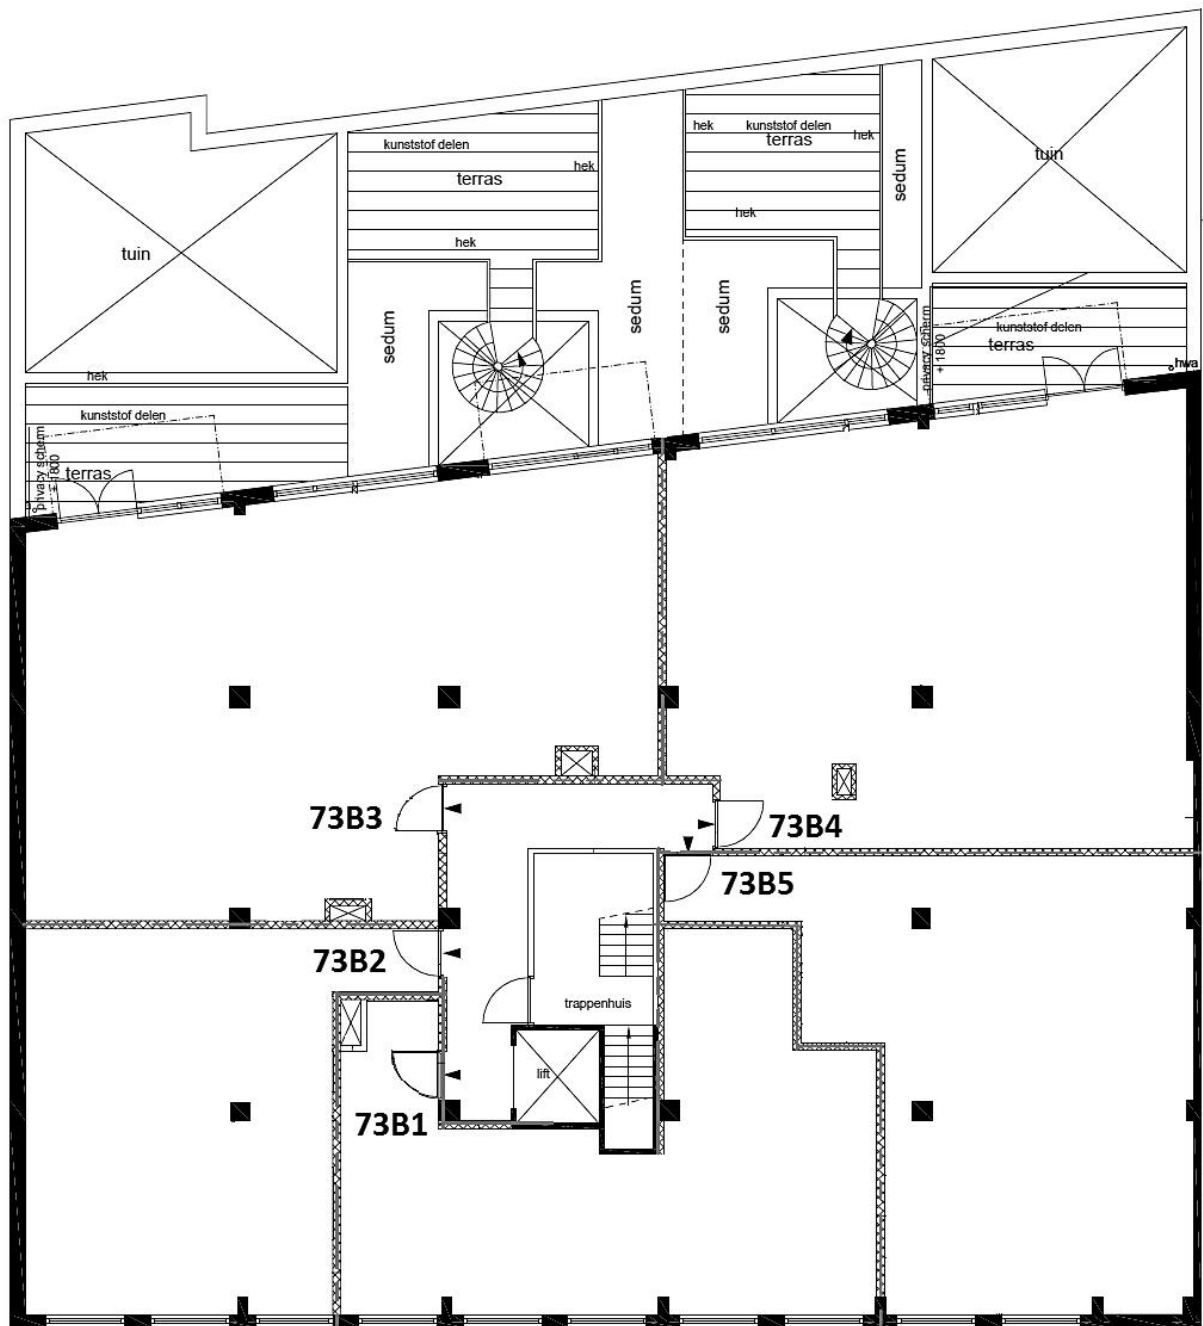 kunststof delen
terras
hek
hek
tuin
sedum
sedum
hek
kunststof delen
terras
privacy scherm
+ 1800
hek
kunststof delen
hek
terras
hek
sedum
sedum
tuin
kunststof delen
terras
privacy scherm
+ 1800
hwa
73B3
73B4
73B5
73B2
trappenhuis
lift
73B1